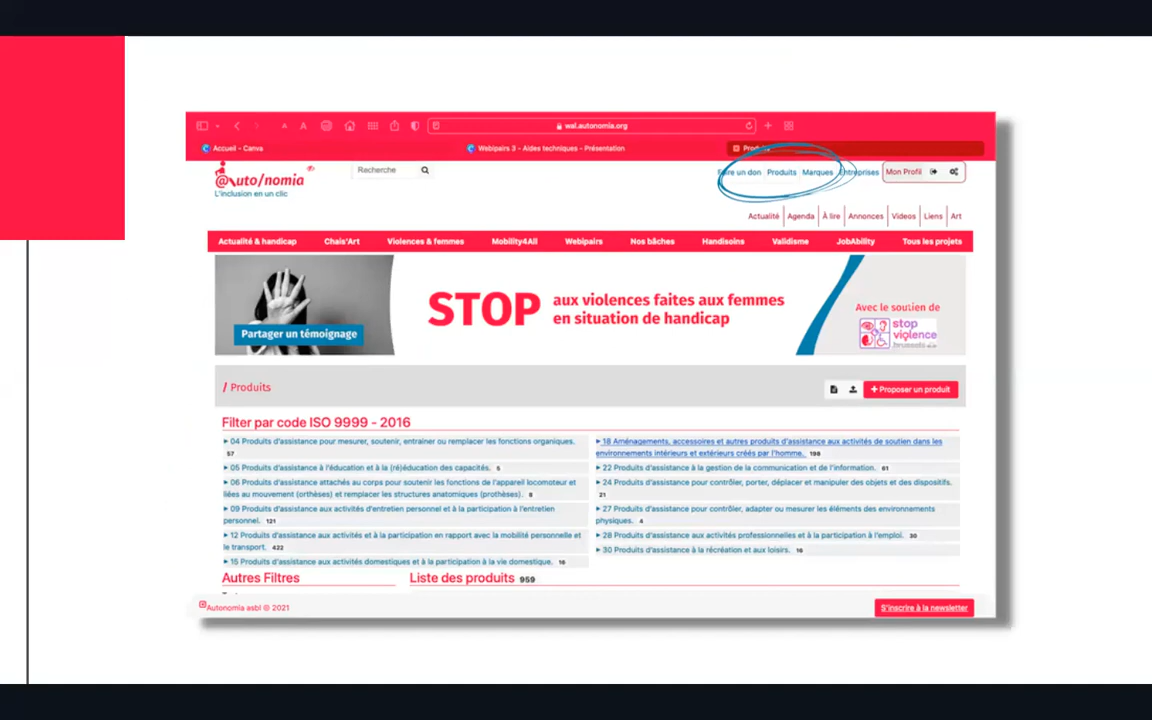 wal.autonomia.org
Accueil - Canva
Webipairs 3 - Aides techniques - Présentation
@uto/nomia
L'inclusion en un clic
Recherche
un don Produits Marques Entreprises Mon Profil
Actualité Agenda À lire Annonces Videos Liens Art
Actualité & handicap Chais'Art Violences & femmes Mobility4All Webipairs Nos bâches Handisoins Validisme JobAbility Tous les projets
Partager un témoignage
STOP
aux violences faites aux femmes
en situation de handicap
Avec le soutien de
stop
violence
/ Produits
+ Proposer un produit
Filter par code ISO 9999 - 2016
04 Produits d'assistance pour mesurer, soutenir, entrainer ou remplacer les fonctions organiques.
57
05 Produits d'assistance à l'éducation et à la (ré)éducation des capacités. 5
06 Produits d'assistance attachés au corps pour soutenir les fonctions de l'appareil locomoteur et
liées au mouvement (orthèses) et remplacer les structures anatomiques (prothèses). 8
09 Produits d'assistance aux activités d'entretien personnel et à la participation à l'entretien
personnel. 121
12 Produits d'assistance aux activités et à la participation en rapport avec la mobilité personnelle et
le transport. 422
15 Produits d'assistance aux activités domestiques et à la participation à la vie domestique. 16
18 Aménagements, accessoires et autres produits d'assistance aux activités de soutien dans les
environnements intérieurs et extérieurs créés par l'homme. 198
22 Produits d'assistance à la gestion de la communication et de l'information. 61
24 Produits d'assistance pour contrôler, porter, déplacer et manipuler des objets et des dispositifs.
21
27 Produits d'assistance pour contrôler, adapter ou mesurer les éléments des environnements
physiques. 4
28 Produits d'assistance aux activités professionnelles et à la participation à l'emploi. 30
30 Produits d'assistance à la récréation et aux loisirs. 16
Autres Filtres
Liste des produits 959
Autonomia asbl © 2021
S'inscrire à la newsletter